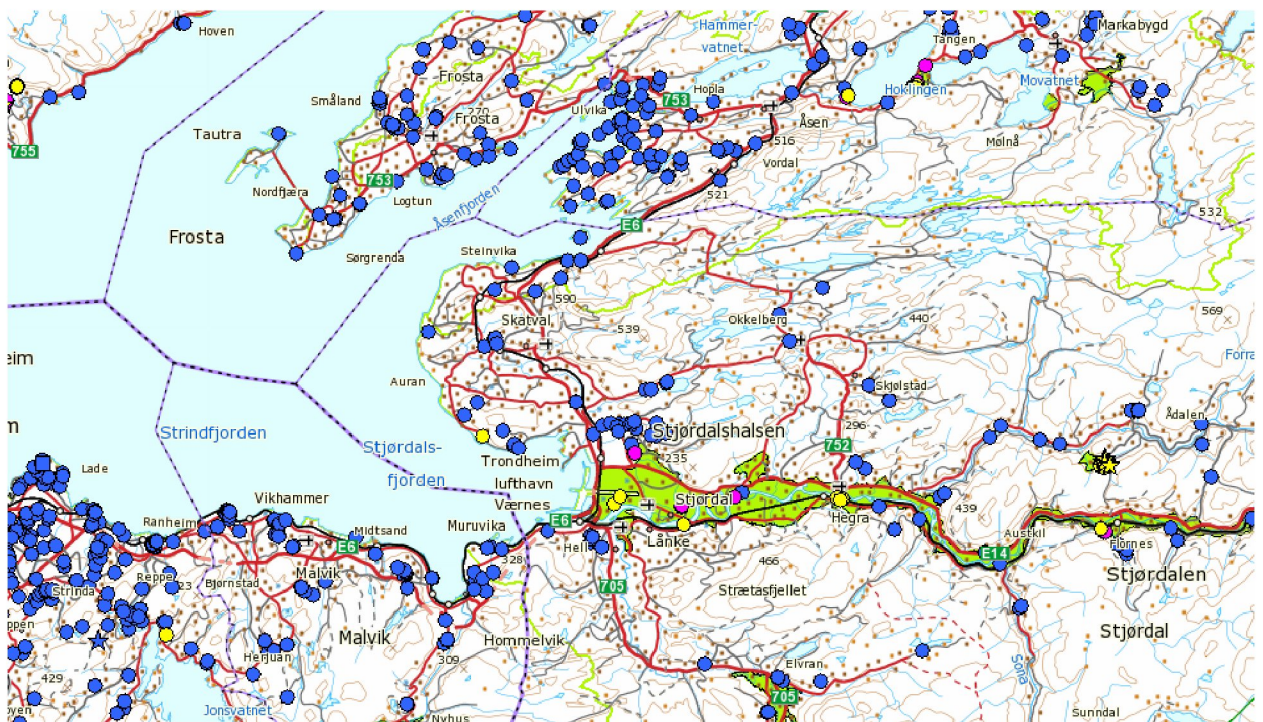 Hoven
Hammer-
vatnet
Tangen
Markabygd
Frosta
Småland
270
Frosta
Ulvika
753
Hopla
Hoklingen
Movatnet
Tautra
755
Åsen
516
Mølnå
Vordal
Nordfjæra
753
Logtun
521
Åsenfjorden
532
Frosta
E6
Sørgrenda
Steinvika
590
Skatval
539
Okkelberg
440
569
eim
Forra
Auran
Skjølstad
m
Strindfjorden
Stjørdals-
fjorden
Stjørdalshalsen
296
Ådalen
752
235
Lade
Trondheim
lufthavn
Værnes
Vikhammer
Stjørdal
Ranheim
Midtsand
Muruvika
E6
Hegra
439
Austkil
E6
Hell
Lånke
Flornes
328
E14
Reppe
23
Bjørnstad
Malvik
466
Strætasfjellet
Stjørdalen
Strinda
705
ppen
Malvik
Hommelvik
Stjørdal
Herjuan
309
Elvran
Sona
429
705
øyen
Jonsvatnet
Nyhus
Sunndal